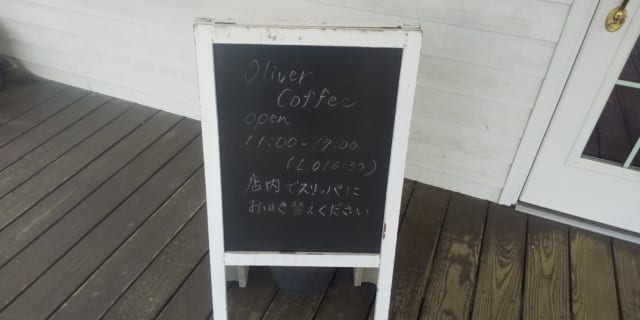 Oliver
Coffee
open
11:00-17:00
(L.O16:30)
店内でスリッパに
おはき替えください